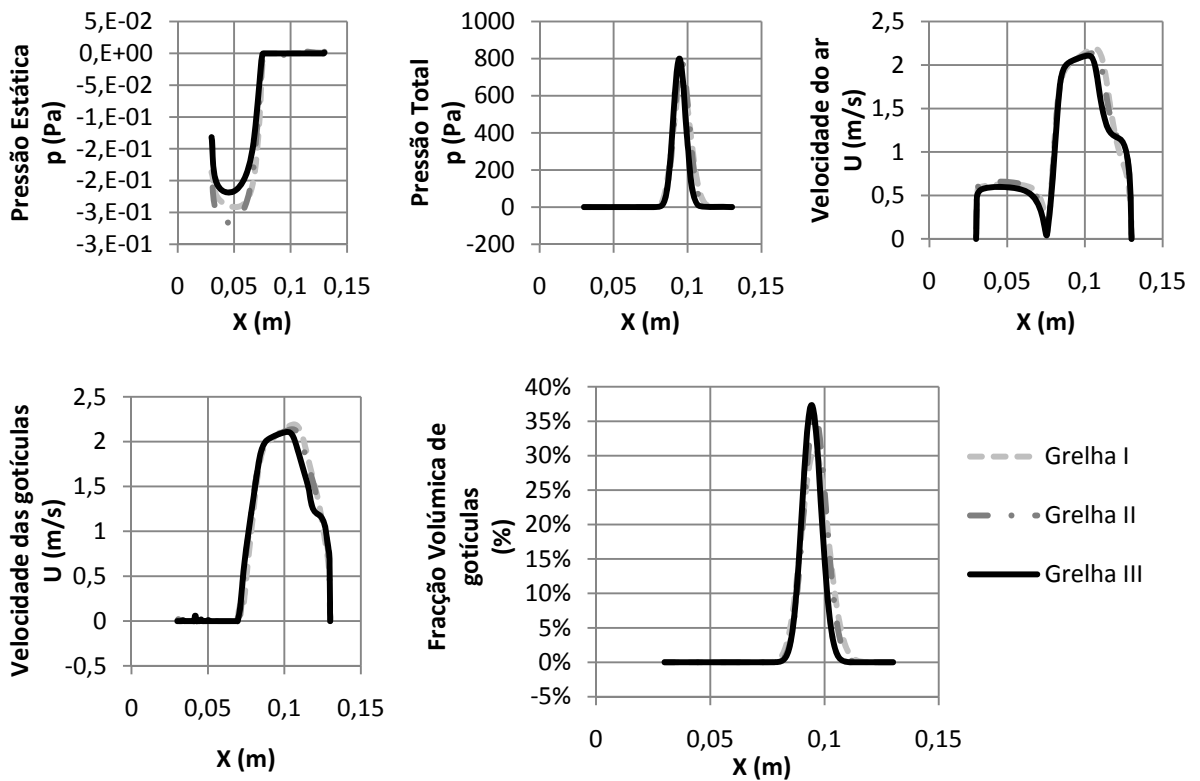 Pressão Estática
p (Pa)
5,E-02
0,E+00
-5,E-02
-1,E-01
-2,E-01
-2,E-01
-3,E-01
-3,E-01
0 0,05 0,1 0,15
X (m)
Pressão Total
p (Pa)
1000
800
600
400
200
0
-200
0 0,05 0,1 0,15
X (m)
Velocidade do ar
U (m/s)
2,5
2
1,5
1
0,5
0
0 0,05 0,1 0,15
X (m)
Velocidade das gotículas
U (m/s)
2,5
2
1,5
1
0,5
0
-0,5
0 0,05 0,1 0,15
X (m)
Fracção Volúmica de
gotículas
(%)
40%
35%
30%
25%
20%
15%
10%
5%
0%
-5%
0 0,05 0,1 0,15
X (m)
Grelha I
Grelha II
Grelha III